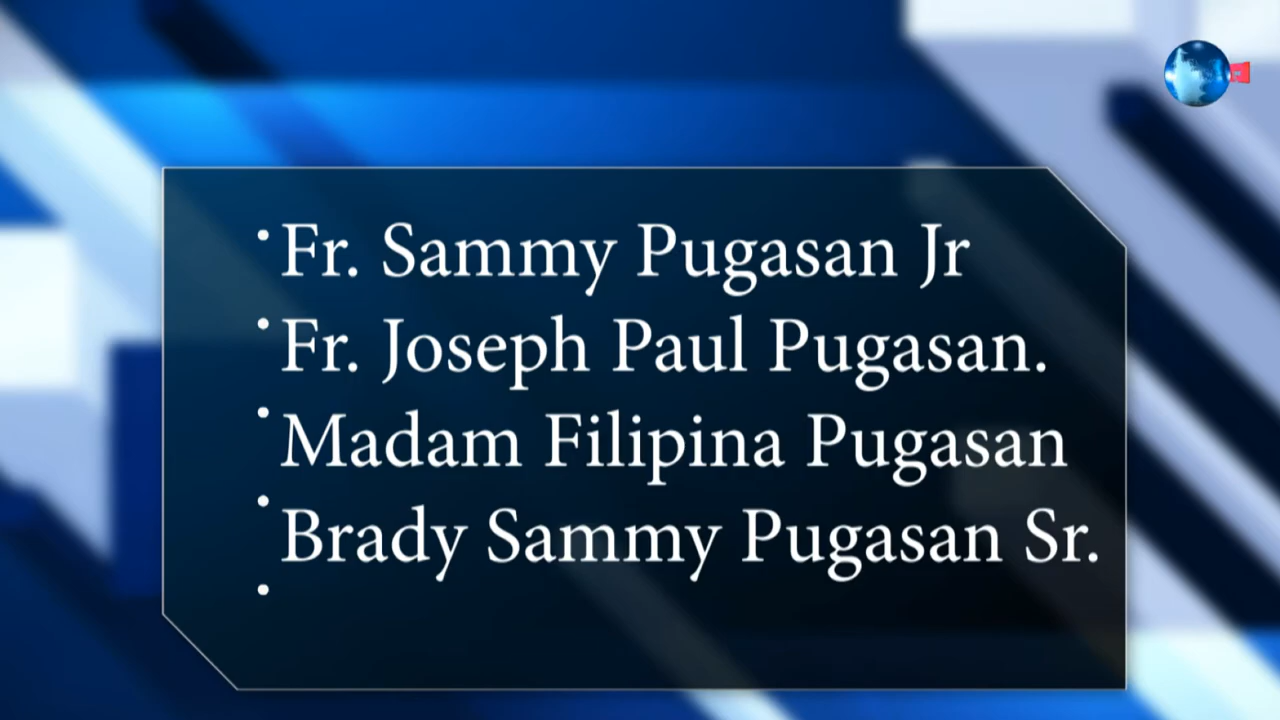 • Fr. Sammy Pugasan Jr
• Fr. Joseph Paul Pugasan.
• Madam Filipina Pugasan
• Brady Sammy Pugasan Sr.
•